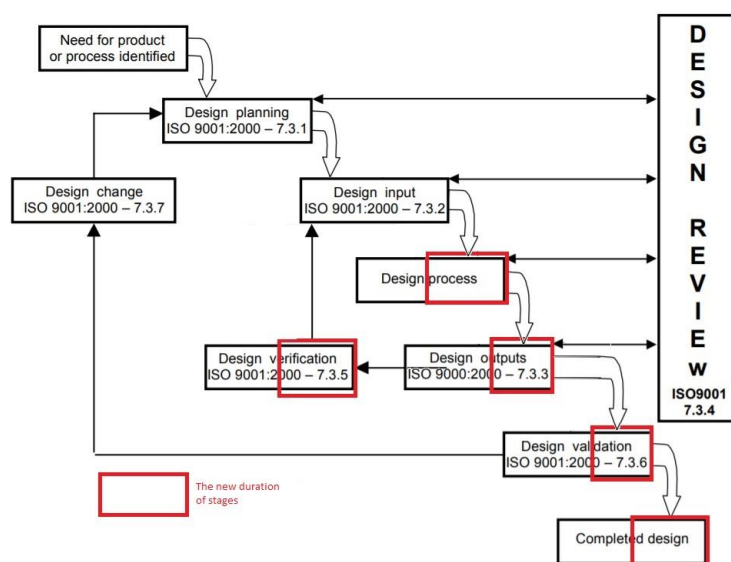 Need for product
or process identified
Design planning
ISO 9001:2000 – 7.3.1
Design change
ISO 9001:2000 – 7.3.7
Design input
ISO 9001:2000 – 7.3.2
Design process
Design verification
ISO 9001:2000 – 7.3.5
Design outputs
ISO 9000:2000 – 7.3.3
Design validation
ISO 9001:2000 – 7.3.6
Completed design
The new duration
of stages
D
E
S
I
G
N
R
E
V
I
E
w
ISO9001
7.3.4